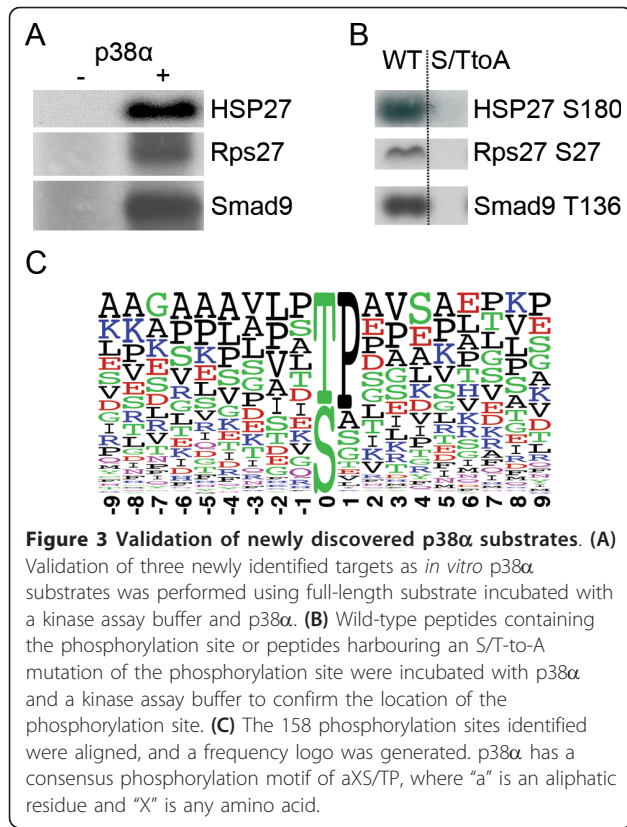 A
p38α
- +
HSP27
Rps27
Smad9
B
WT S/TtoA
HSP27 S180
Rps27 S27
Smad9 T136
C
-9 -8 -7 -6 -5 -4 -3 -2 -1 0 1 2 3 4 5 6 7 8 9
Figure 3 Validation of newly discovered p38α substrates. (A)
Validation of three newly identified targets as in vitro p38α
substrates was performed using full-length substrate incubated with
a kinase assay buffer and p38α. (B) Wild-type peptides containing
the phosphorylation site or peptides harbouring an S/T-to-A
mutation of the phosphorylation site were incubated with p38α
and a kinase assay buffer to confirm the location of the
phosphorylation site. (C) The 158 phosphorylation sites identified
were aligned, and a frequency logo was generated. p38α has a
consensus phosphorylation motif of aXS/TP, where “a” is an aliphatic
residue and “X” is any amino acid.